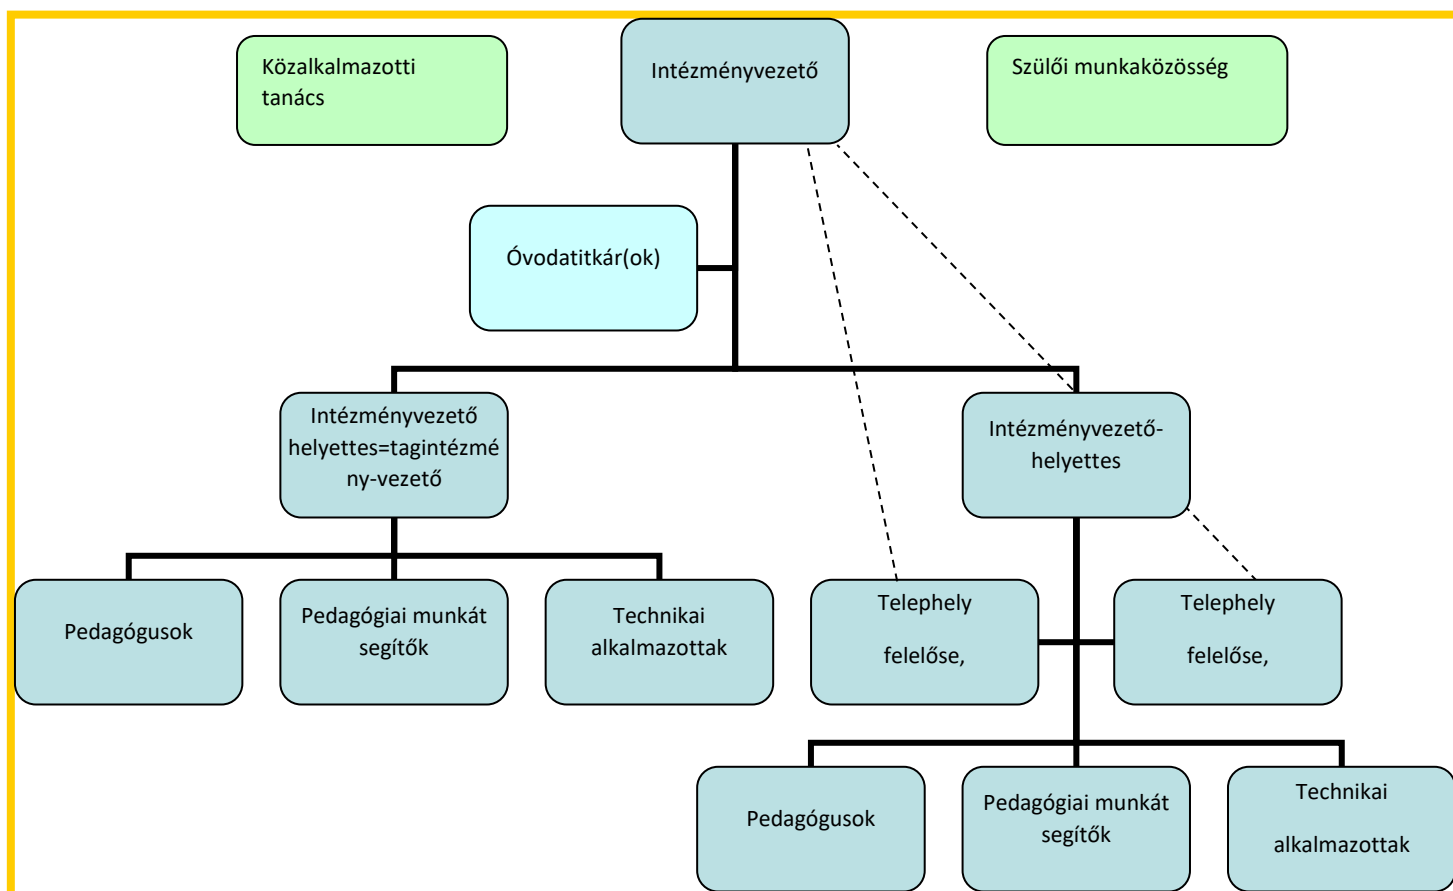 Közalkalmazotti
tanács
Intézményvezető
Szülői munkaközösség
Óvodatitkár(ok)
Intézményvezető
helyettes=tagintézmé
ny-vezető
Intézményvezető-
helyettes
Pedagógusok
Pedagógiai munkát
segítők
Technikai
alkalmazottak
Telephely
felelőse,
Telephely
felelőse,
Pedagógusok
Pedagógiai munkát
segítők
Technikai
alkalmazottak